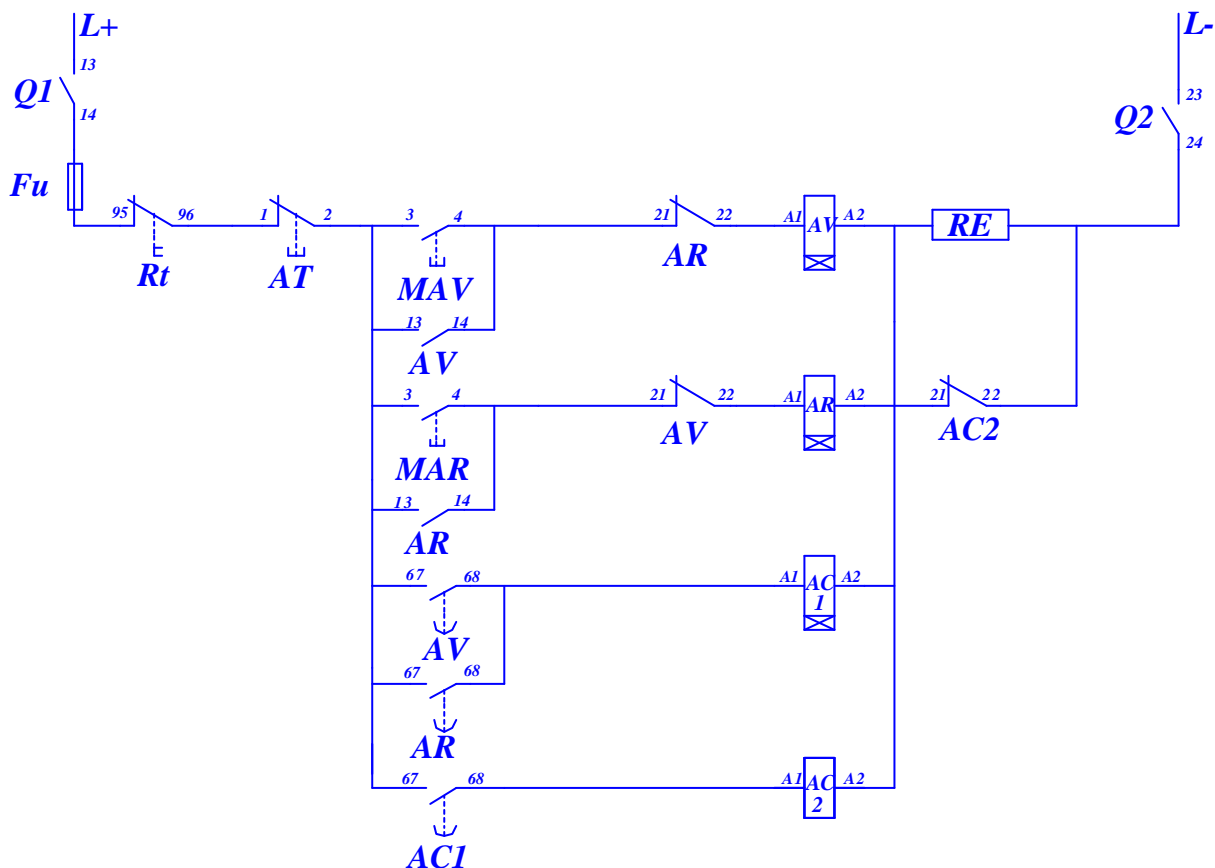 L+ L-
13
Q1
14
23
Q2
24
Fu
95 96 1 2 3 4 21 22 A1 AV A2 RE
Rt AT MAV AR
13 14
AV
3 4 21 22 A1 AR A2 21 22
MAR AV AC2
13 14
AR
67 68 A1 AC A2
1
AV
67 68
AR
67 68 A1 AC A2
2
AC1